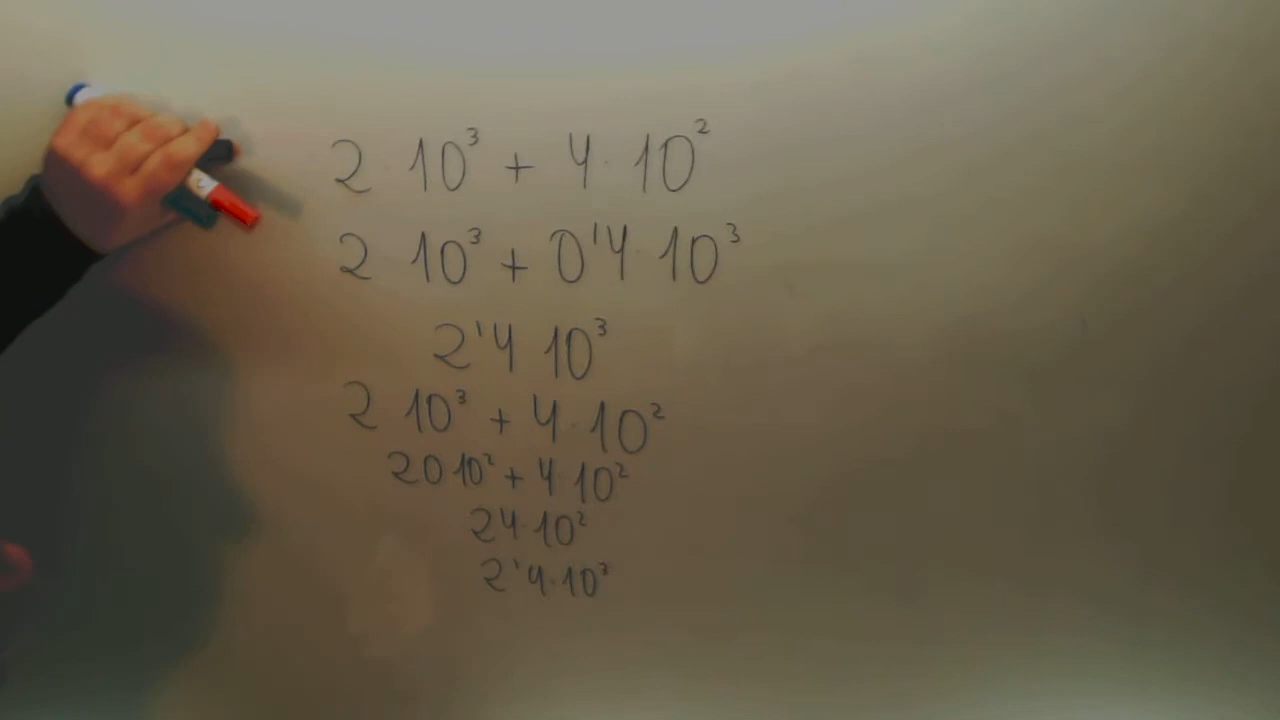 2 · 10³ + 4 · 10²
2 10³ + 0'4 · 10³
2'4 10³
2 10³ + 4 · 10²
20 10² + 4 · 10²
24 · 10²
2'4 · 10³